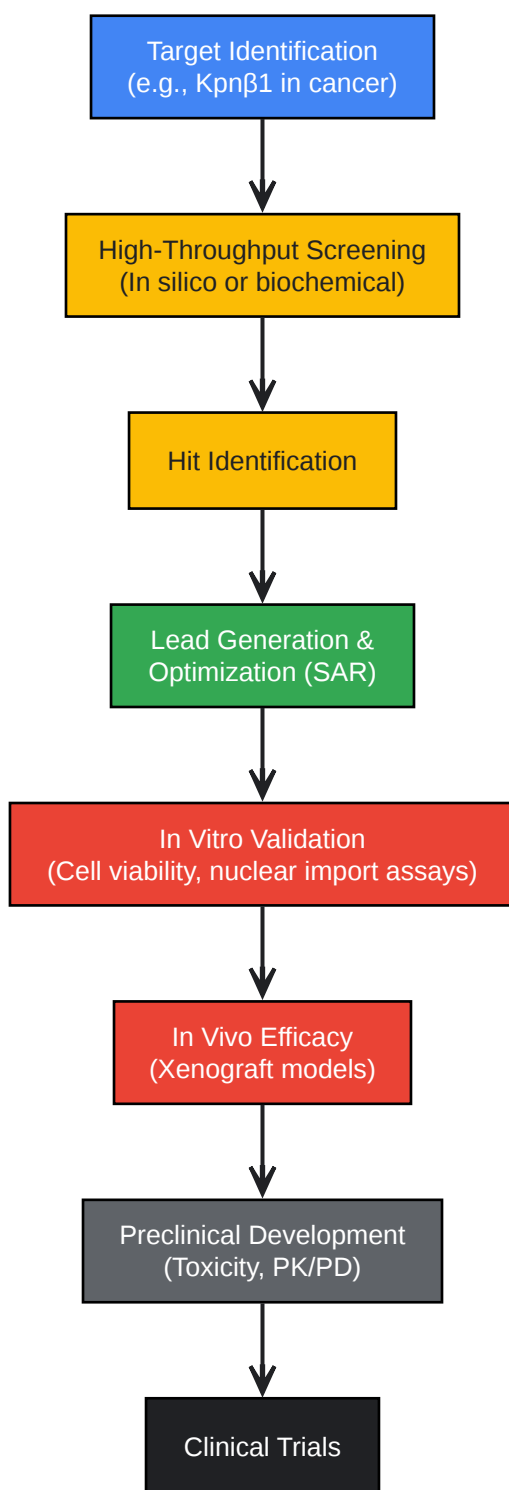 Target Identification
(e.g., Kpnβ1 in cancer)
High-Throughput Screening
(In silico or biochemical)
Hit Identification
Lead Generation &
Optimization (SAR)
In Vitro Validation
(Cell viability, nuclear import assays)
In Vivo Efficacy
(Xenograft models)
Preclinical Development
(Toxicity, PK/PD)
Clinical Trials